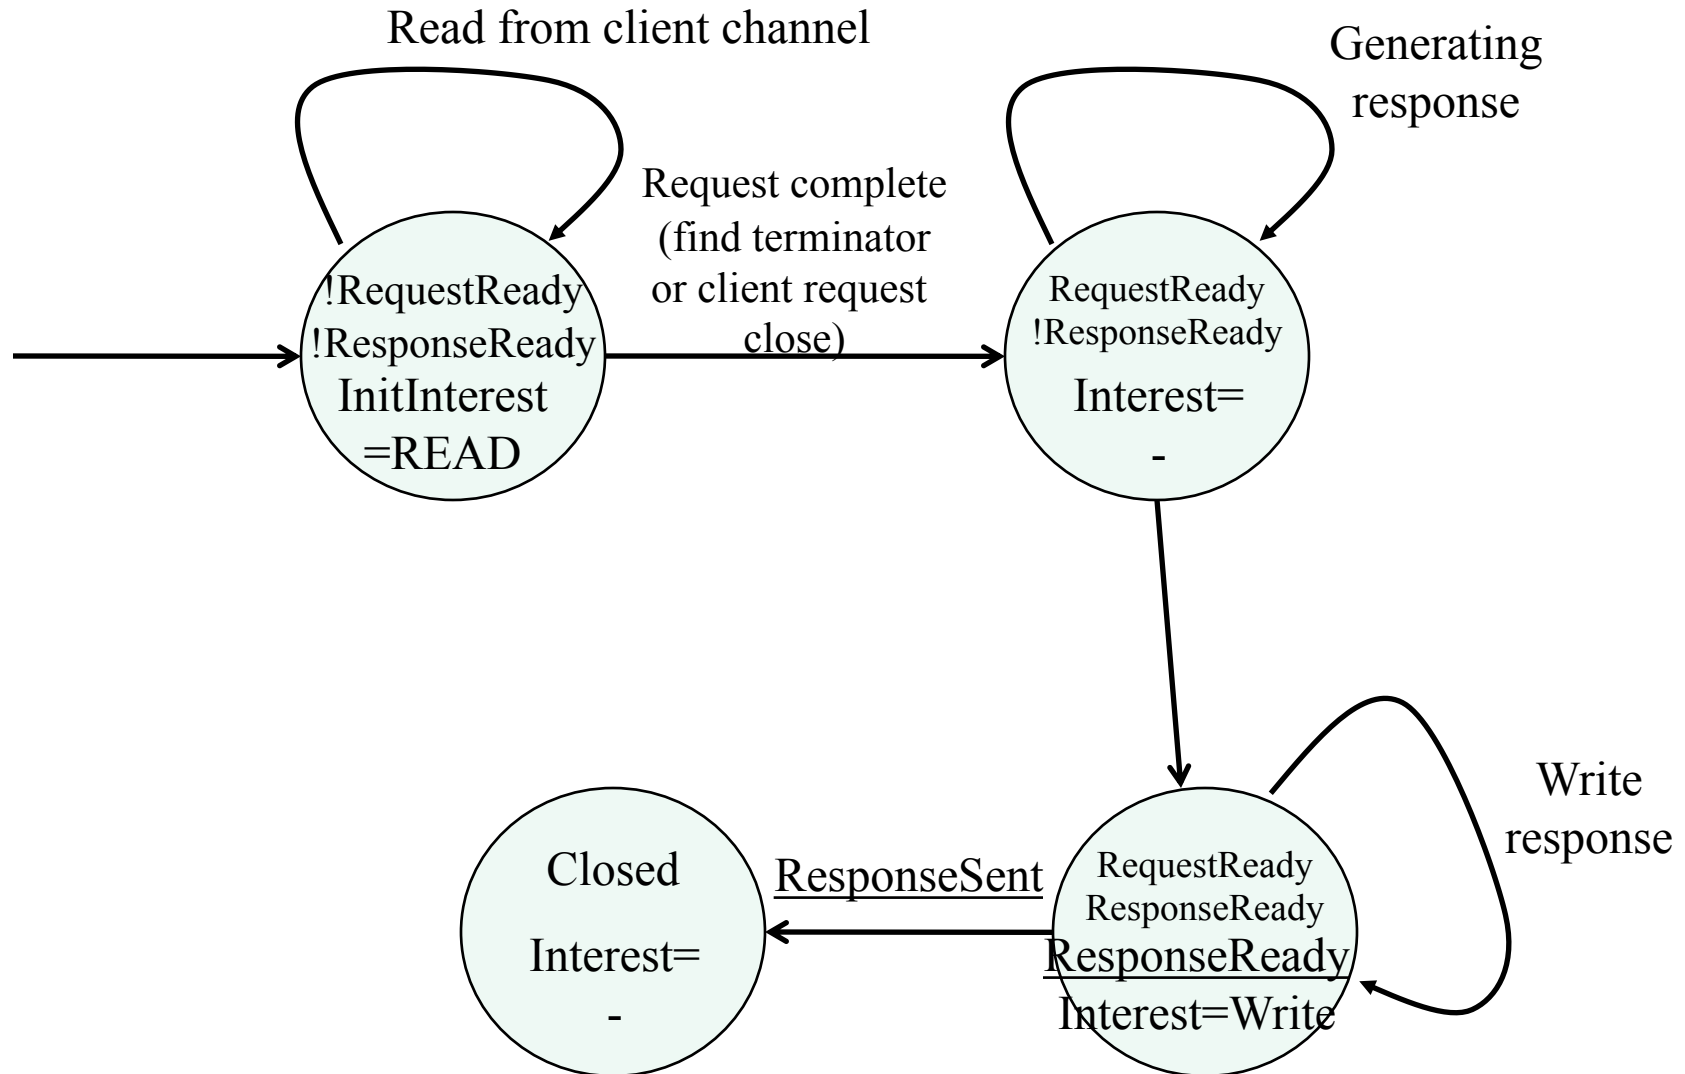 Read from client channel
Generating
response
Request complete
(find terminator
or client request
close)
!RequestReady
!ResponseReady
InitInterest
=READ
RequestReady
!ResponseReady
Interest=
-
Write
response
Closed
Interest=
-
ResponseSent
RequestReady
ResponseReady
ResponseReady
Interest=Write